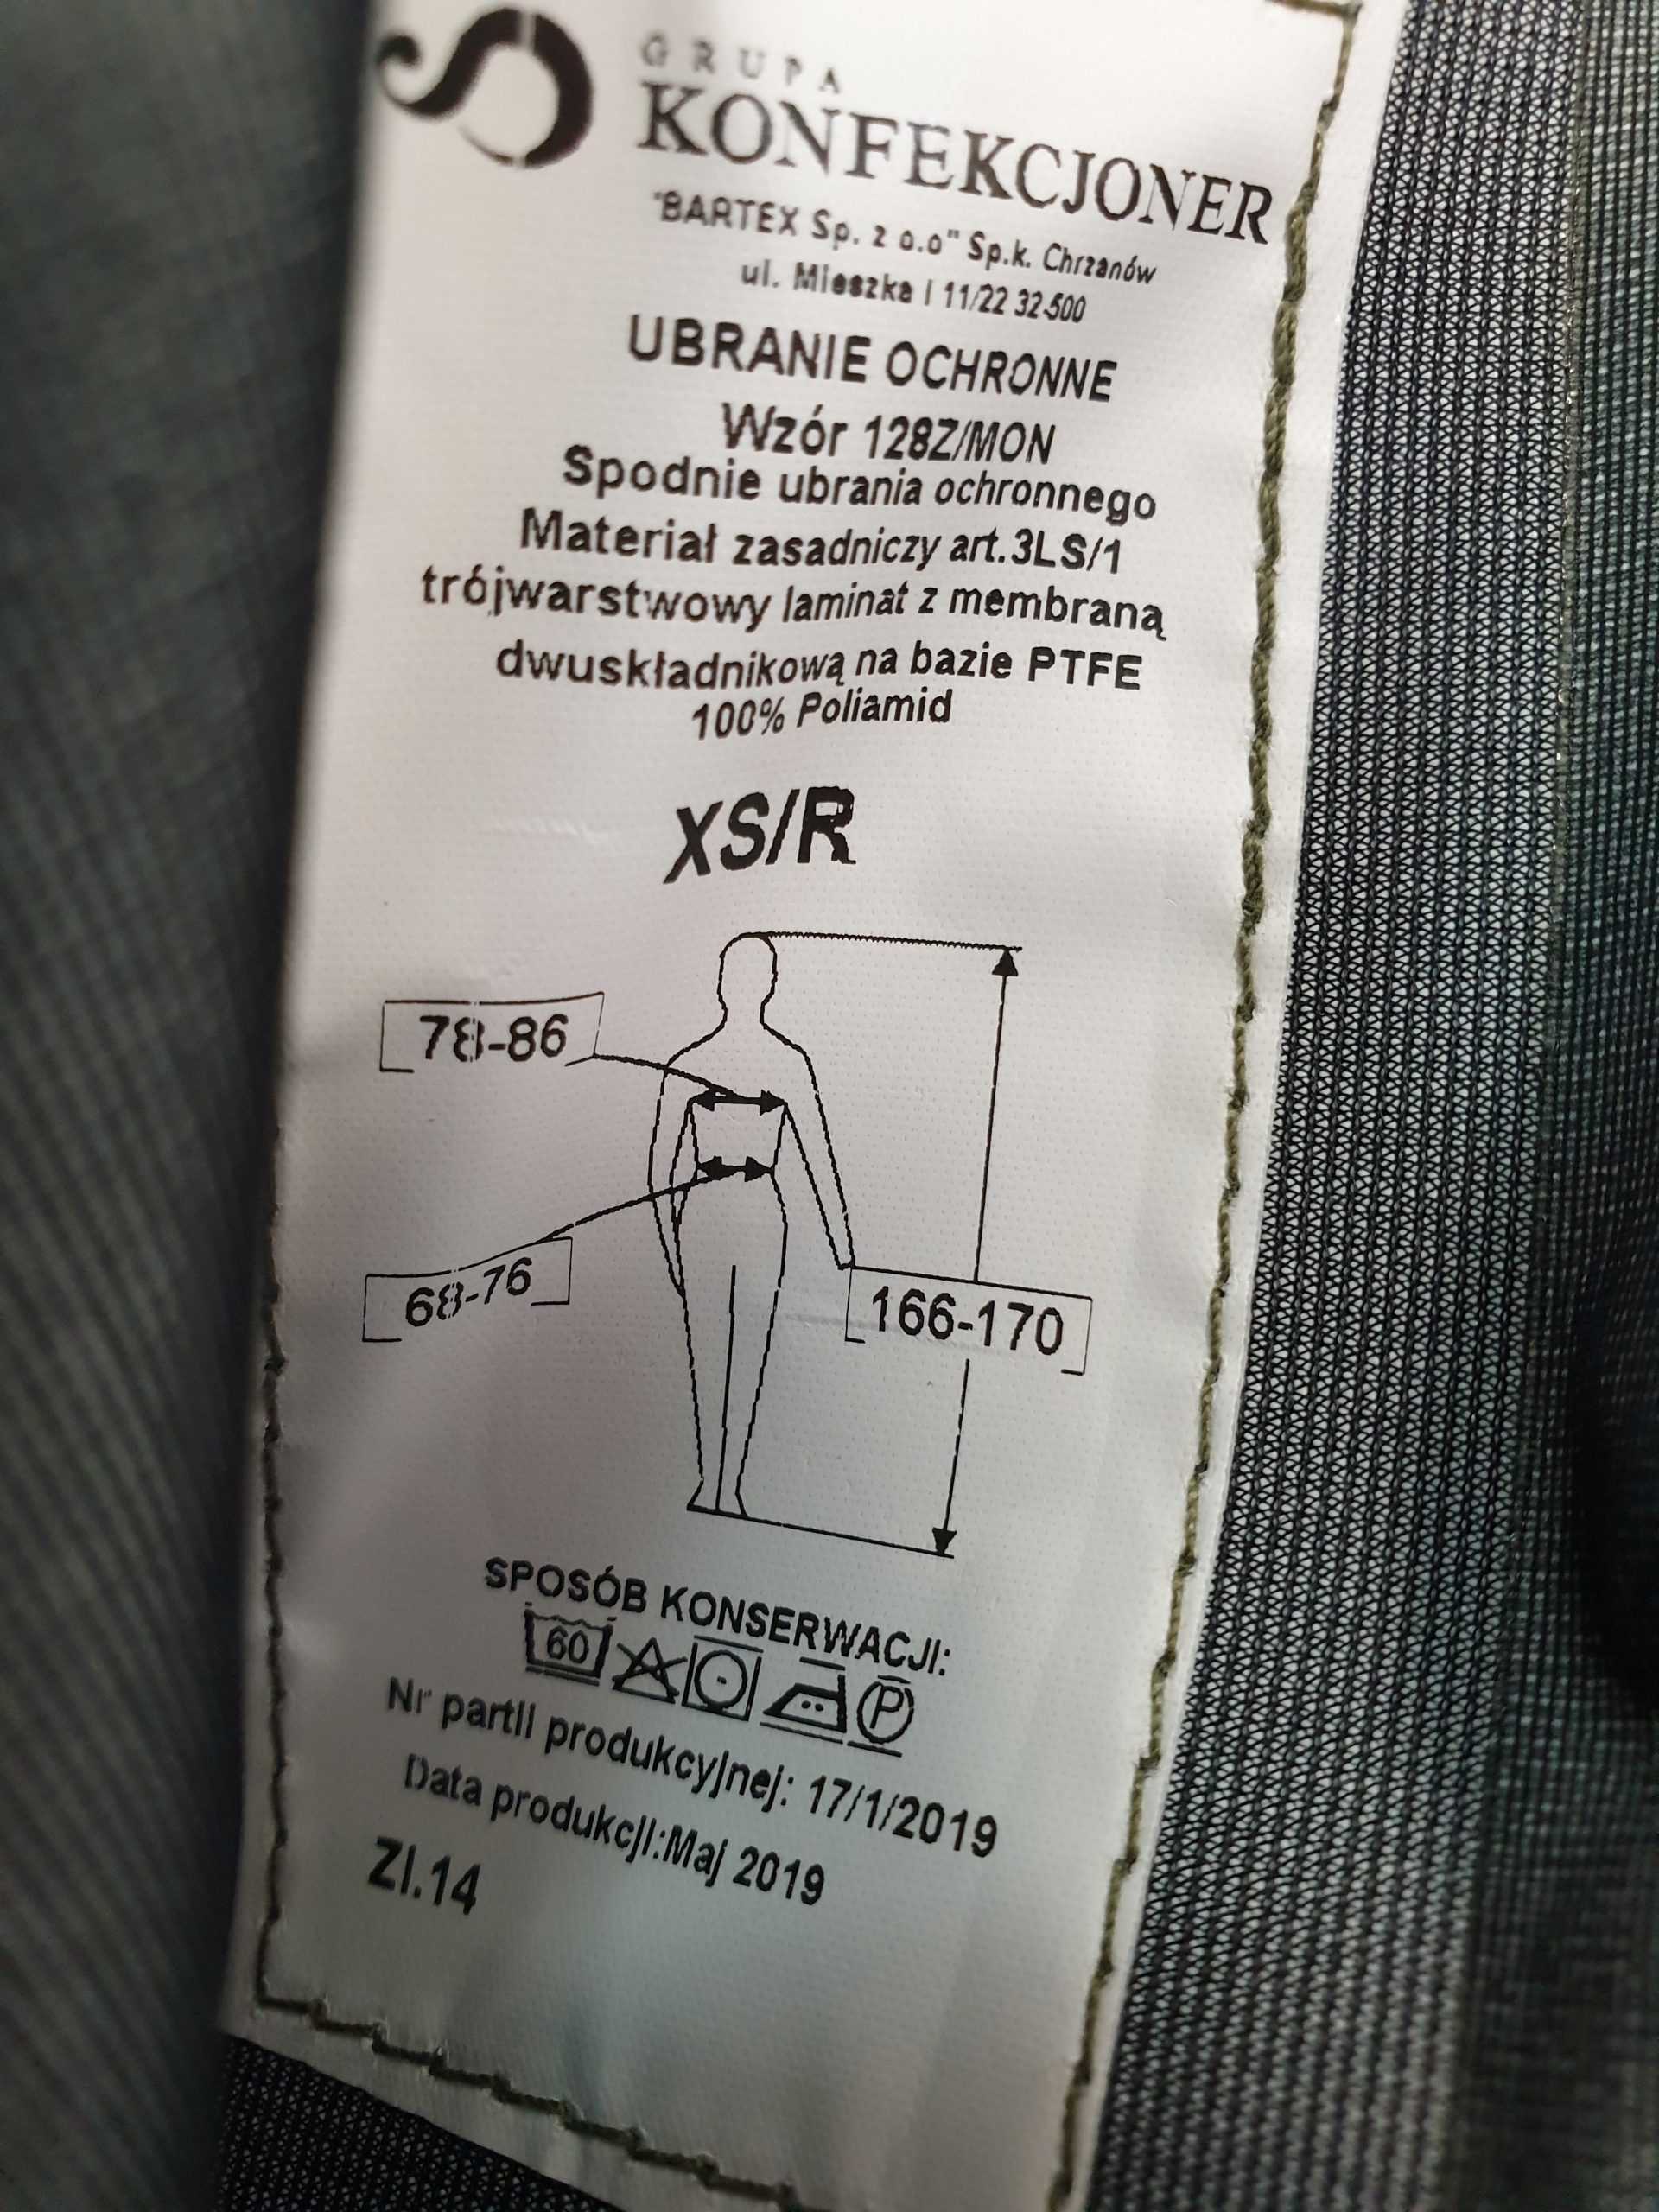 GRUPA
KONFEKCJONER
"BARTEX Sp. z o.o" Sp.k. Chrzanów
ul. Mieszka I 11/22 32-500
UBRANIE OCHRONNE
Wzór 128Z/MON
Spodnie ubrania ochronnego
Materiał zasadniczy art.3LS/1
trójwarstwowy laminat z membraną
dwuskładnikową na bazie PTFE
100% Poliamid
XS/R
78-86
68-76
166-170
SPOSÓB KONSERWACJI:
60 P
Nr partii produkcyjnej: 17/1/2019
Data produkcji:Maj 2019
Zl.14